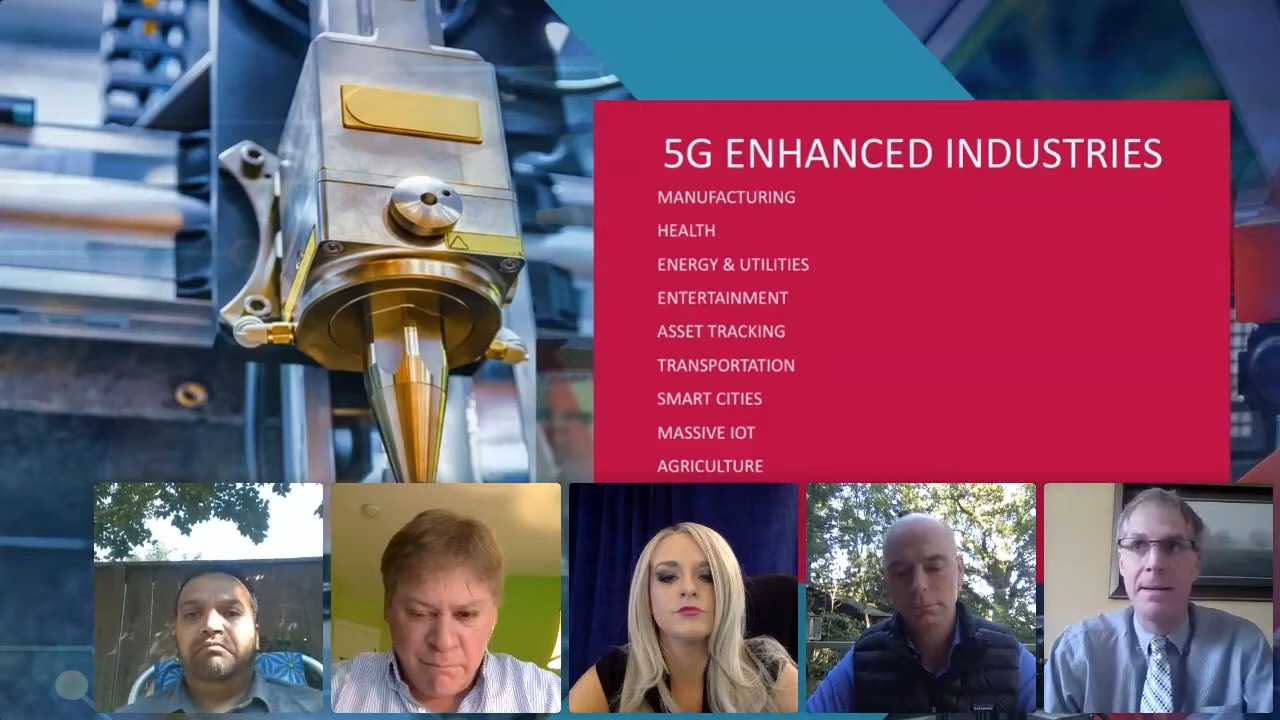 5G ENHANCED INDUSTRIES
MANUFACTURING
HEALTH
ENERGY & UTILITIES
ENTERTAINMENT
ASSET TRACKING
TRANSPORTATION
SMART CITIES
MASSIVE IOT
AGRICULTURE